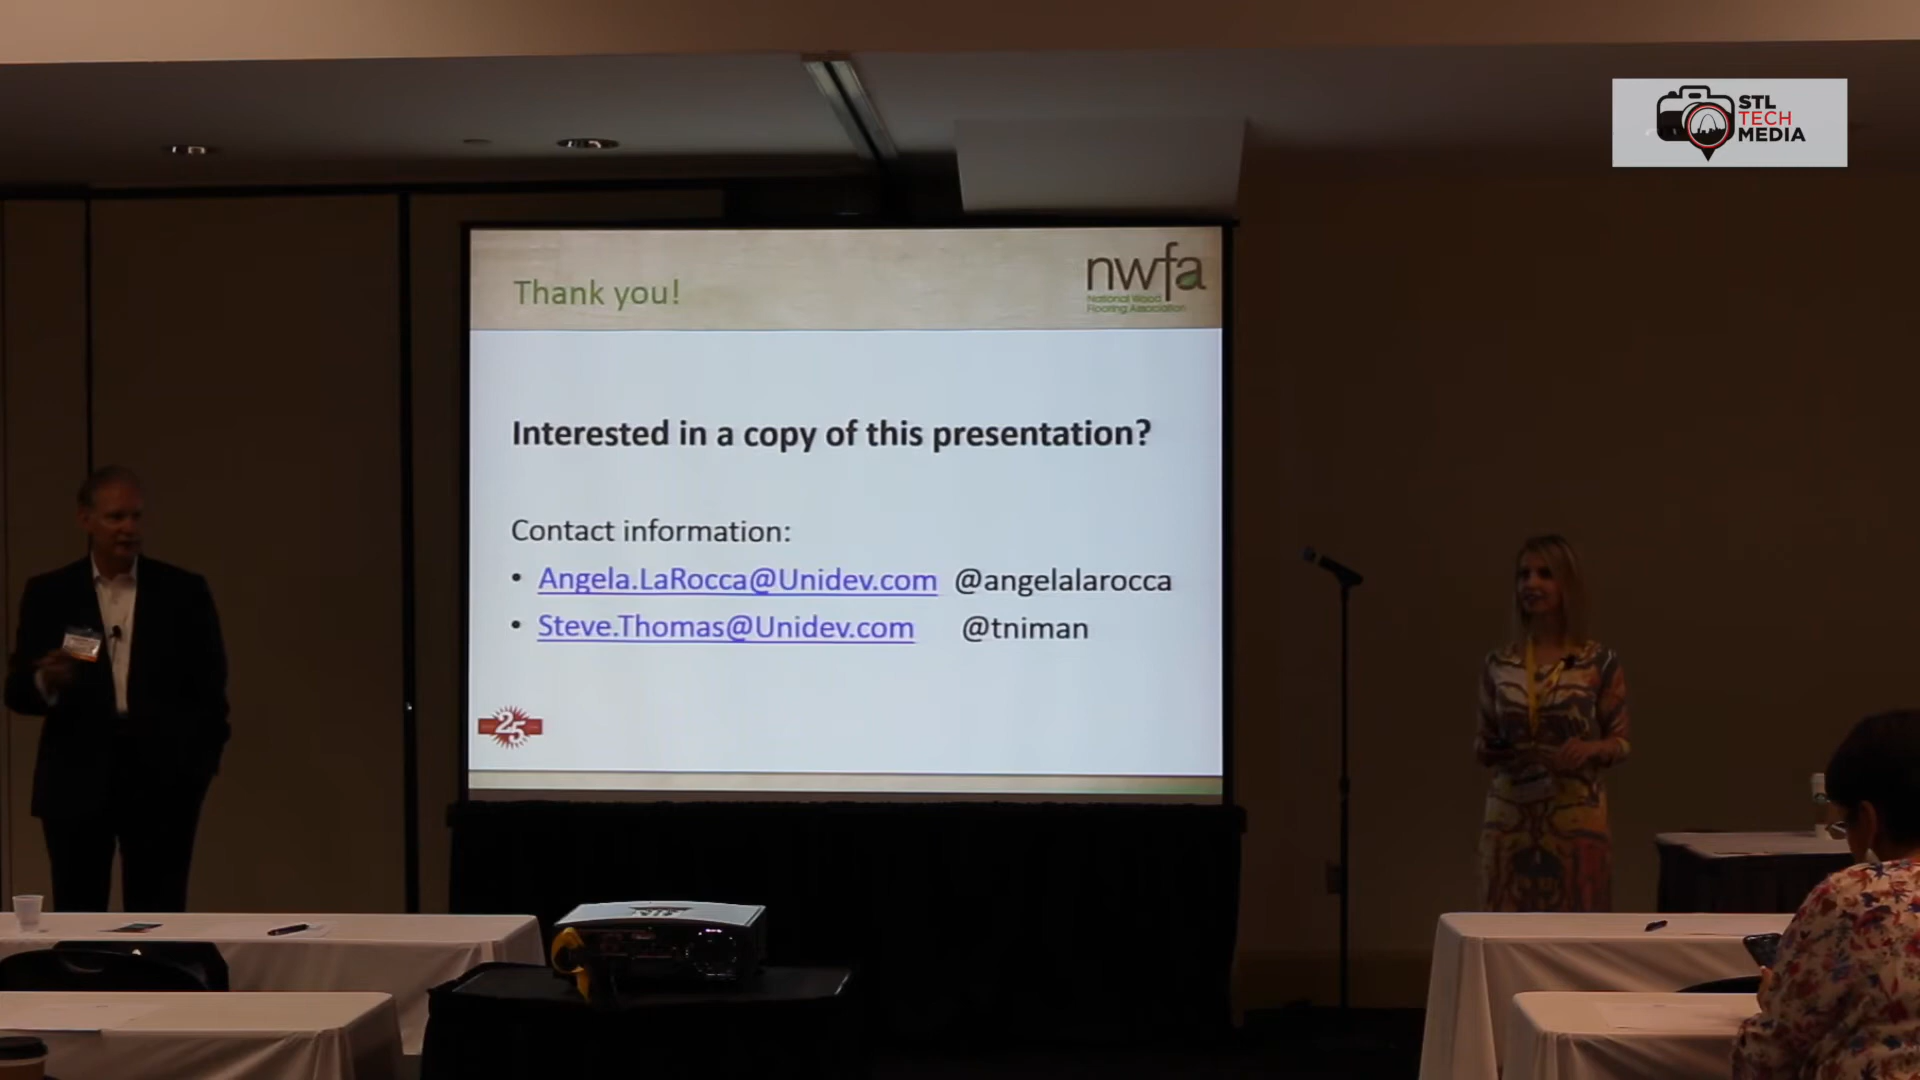 STL
TECH
MEDIA
Thank you!
nwfa
National Wood
Flooring Association
Interested in a copy of this presentation?
Contact information:
• Angela.LaRocca@Unidev.com @angelalarocca
• Steve.Thomas@Unidev.com @tniman
25